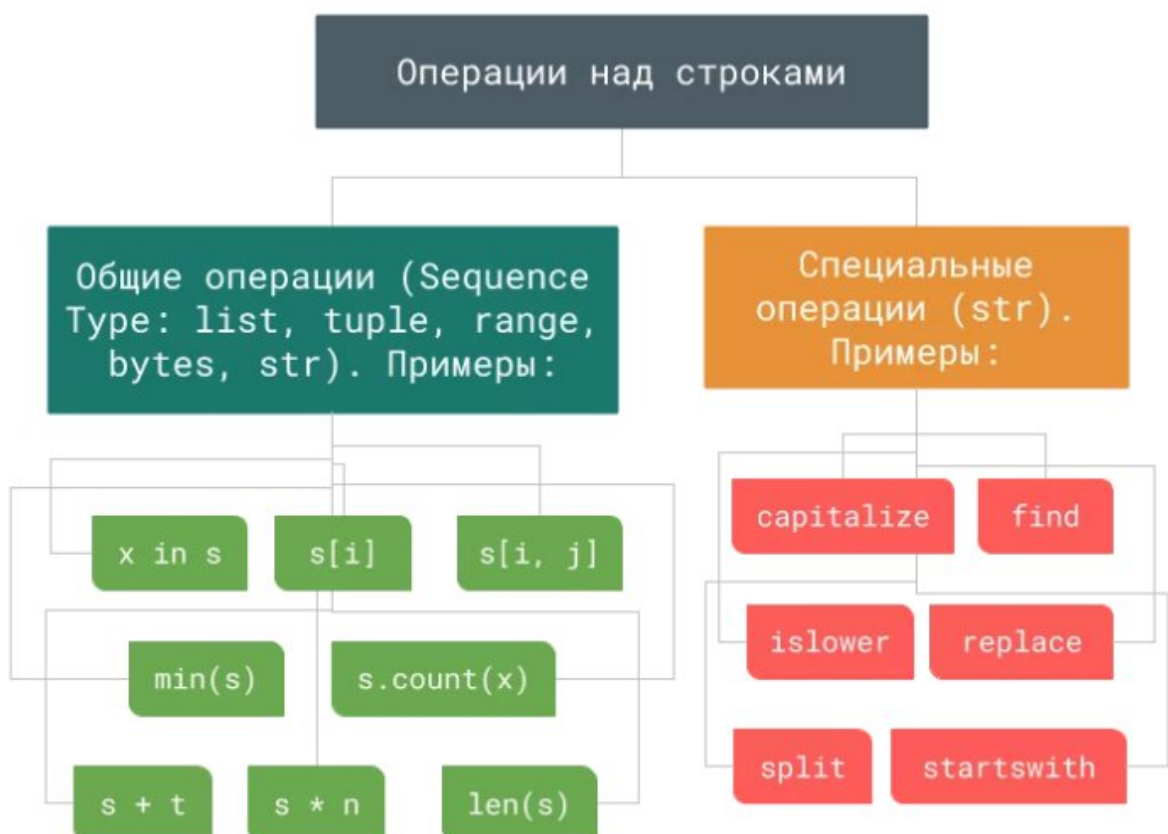 Операции над строками
Общие операции (Sequence
Type: list, tuple, range,
bytes, str). Примеры:
Специальные
операции (str).
Примеры:
x in s
s[i]
s[i, j]
min(s)
s.count(x)
s + t
s * n
len(s)
capitalize
find
islower
replace
split
startswith